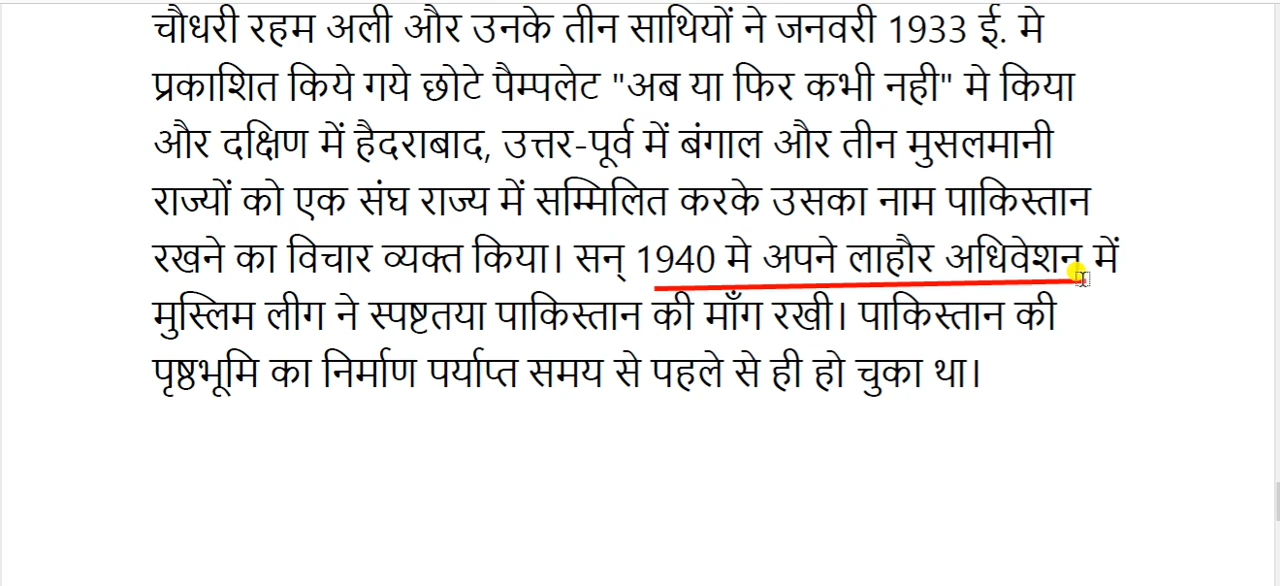 चौधरी रहम अली और उनके तीन साथियों ने जनवरी 1933 ई. मे
प्रकाशित किये गये छोटे पैम्पलेट "अब या फिर कभी नही" मे किया
और दक्षिण में हैदराबाद, उत्तर-पूर्व में बंगाल और तीन मुसलमानी
राज्यों को एक संघ राज्य में सम्मिलित करके उसका नाम पाकिस्तान
रखने का विचार व्यक्त किया। सन् 1940 मे अपने लाहौर अधिवेशन में
मुस्लिम लीग ने स्पष्टतया पाकिस्तान की माँग रखी। पाकिस्तान की
पृष्ठभूमि का निर्माण पर्याप्त समय से पहले से ही हो चुका था।